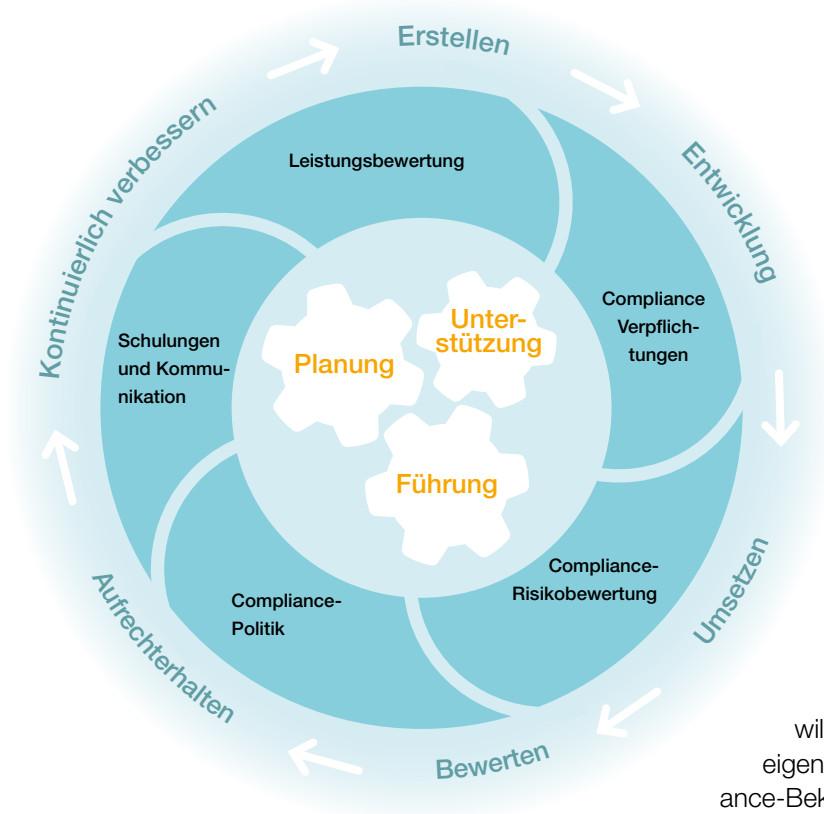 Erstellen
Entwicklung
Umsetzen
Bewerten
Aufrechterhalten
Kontinuierlich verbessern
Leistungsbewertung
Compliance
Verpflich-
tungen
Compliance-
Risikobewertung
Compliance-
Politik
Schulungen
und Kommu-
nikation
Planung
Unter-
stützung
Führung
eigen